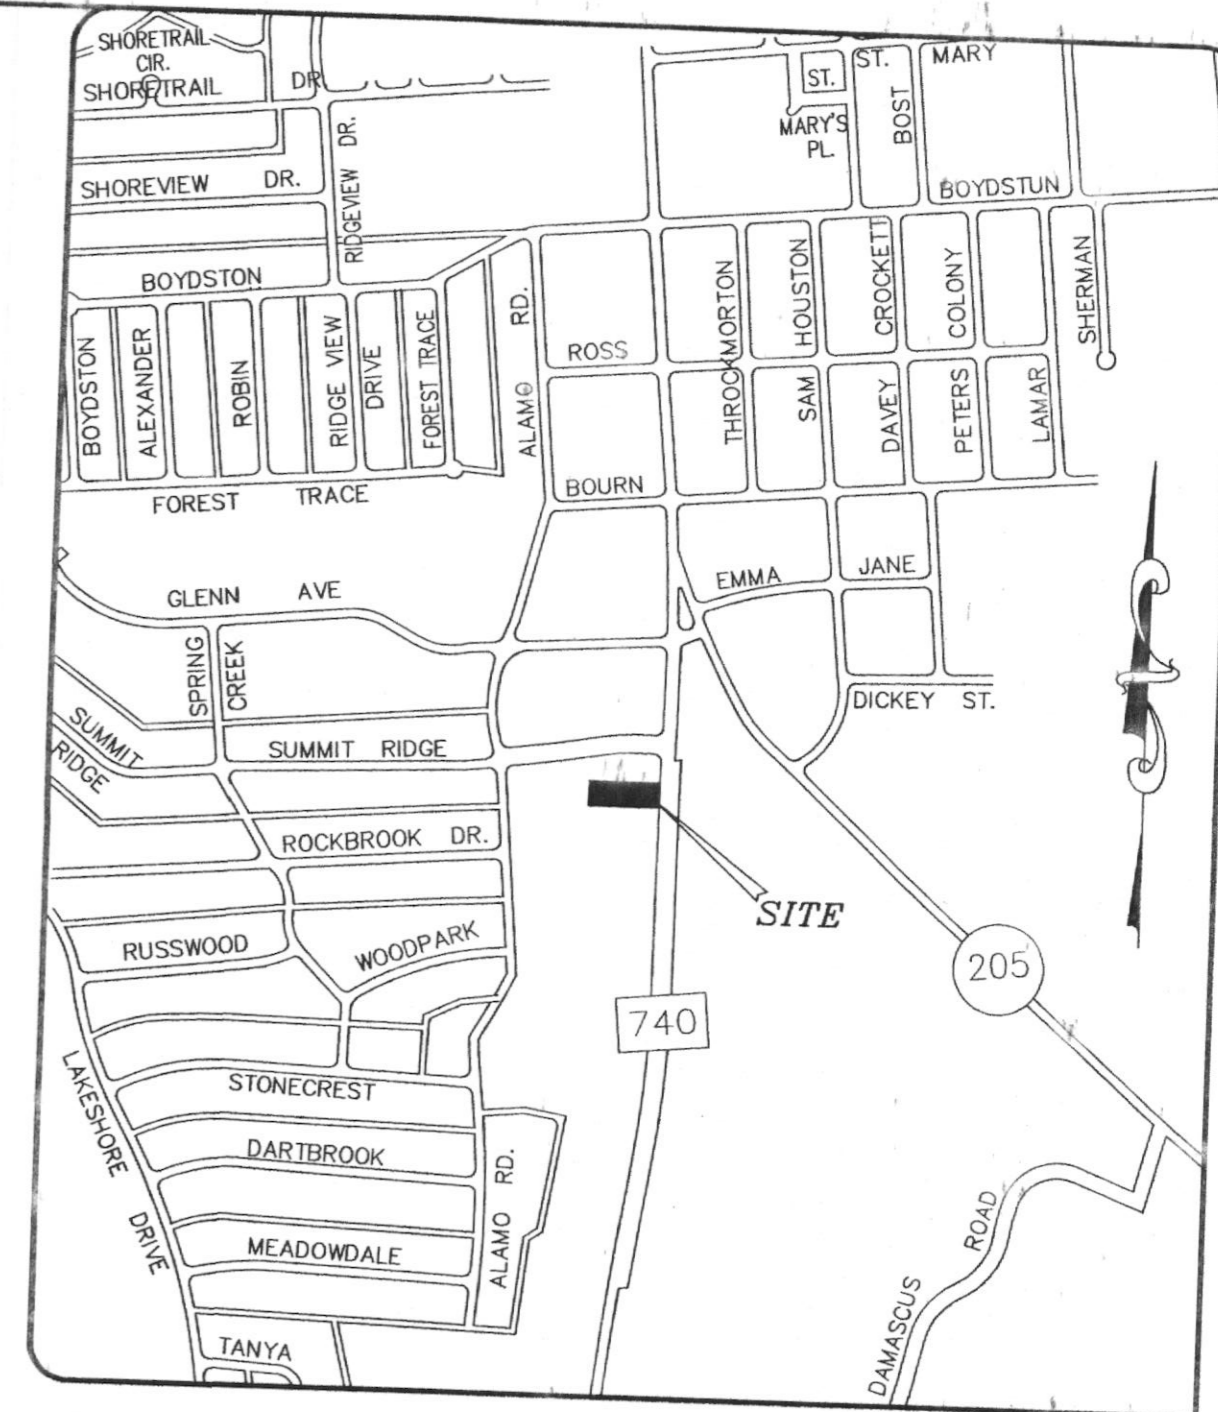 SHORETRAIL
CIR.
SHORETRAIL DR.
ST. MARY
ST.
MARY'S
PL.
BOST
RIDGEVIEW DR.
SHOREVIEW DR.
BOYDSTUN
BOYDSTON
BOYDSTON
ALEXANDER
ROBIN
RIDGE VIEW
DRIVE
FOREST TRACE
ALAMO RD.
ROSS
THROCKMORTON
SAM HOUSTON
DAVEY CROCKETT
PETERS COLONY
LAMAR
SHERMAN
BOURN
FOREST TRACE
GLENN AVE
EMMA JANE
SPRING
CREEK
DICKEY ST.
SUMMIT
RIDGE
SUMMIT RIDGE
ROCKBROOK DR.
SITE
RUSSWOOD
WOODPARK
205
740
LAKESHORE DRIVE
STONECREST
DARTBROOK
ALAMO RD.
MEADOWDALE
DAMASCUS ROAD
TANYA